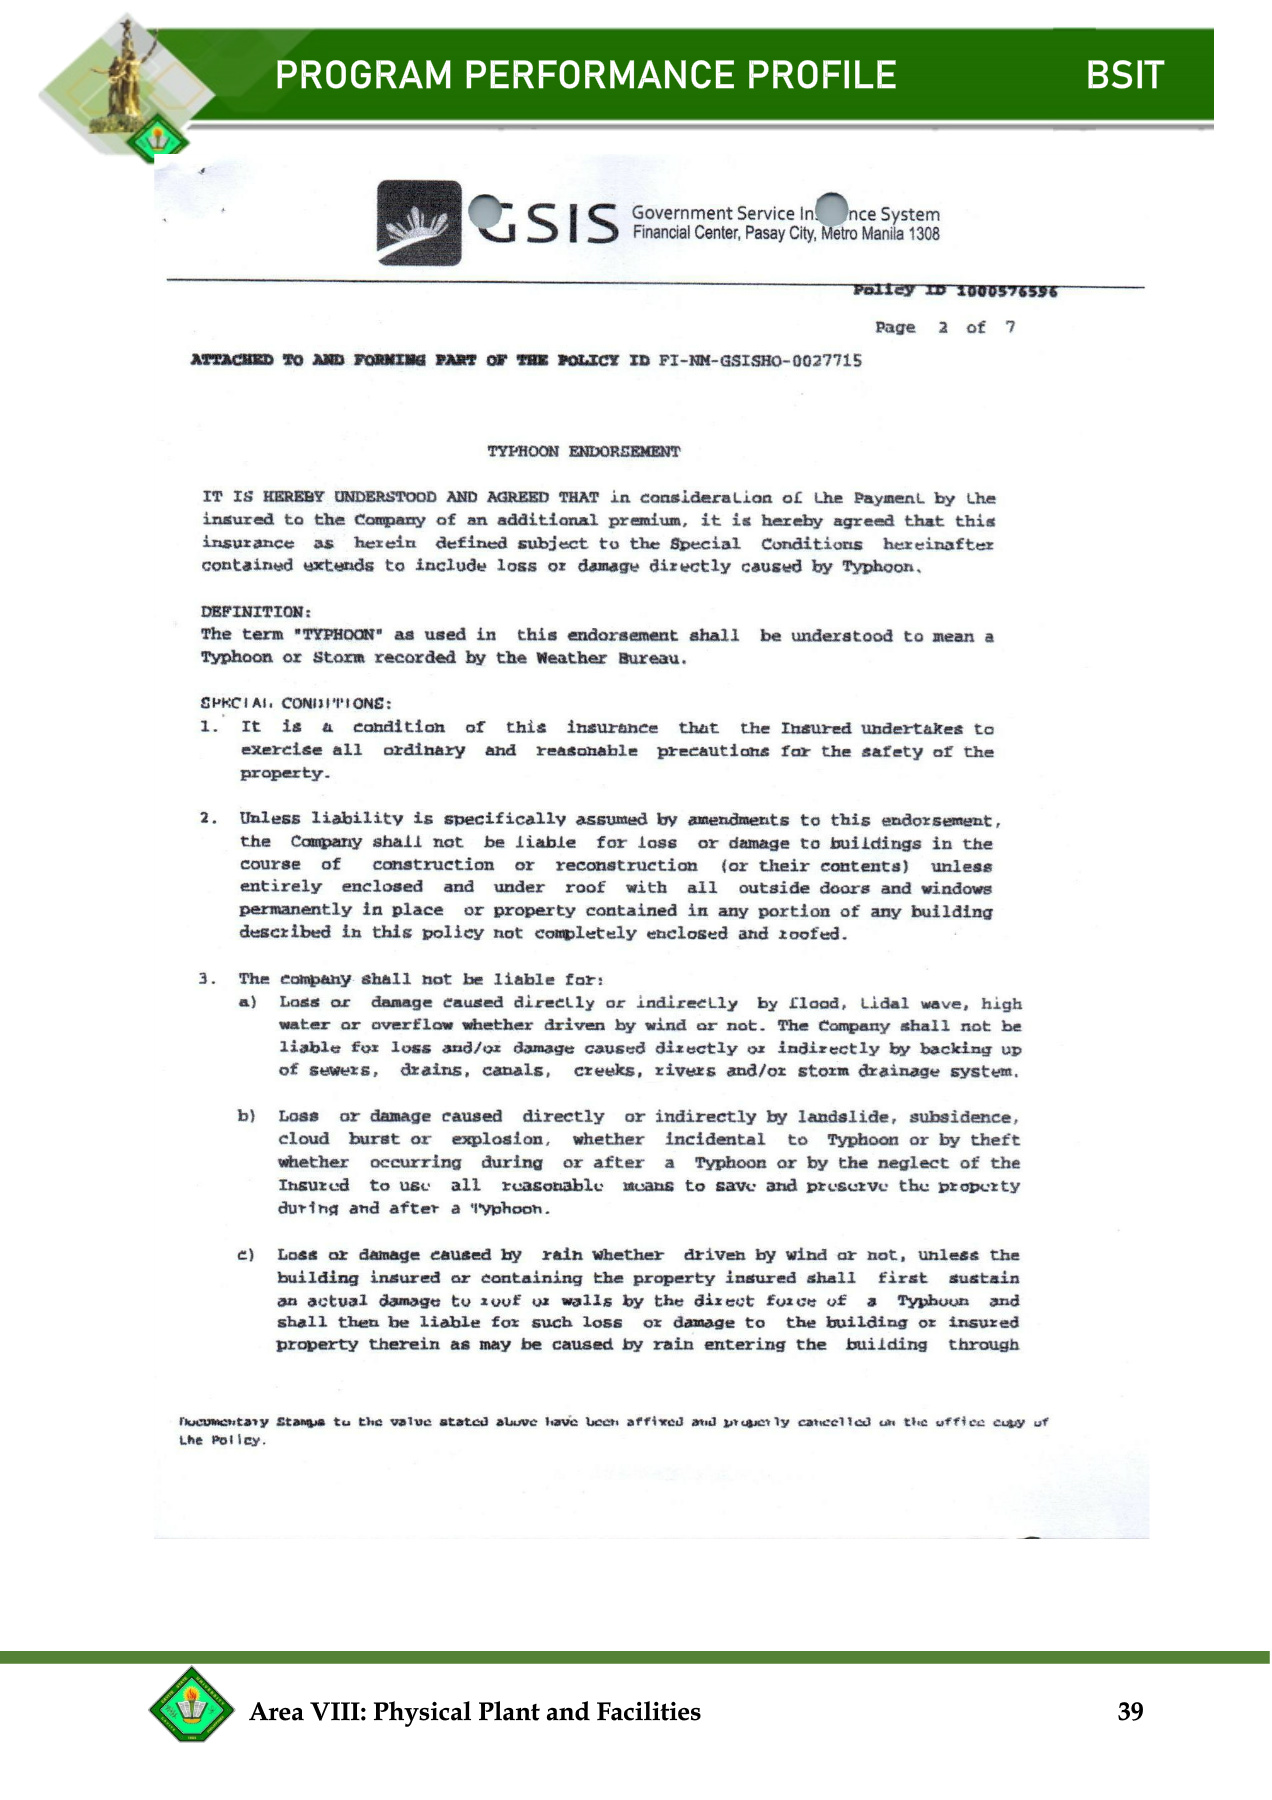 PROGRAM PERFORMANCE PROFILE BSIT
GSIS Government Service In nce System
Financial Center, Pasay City, Metro Manila 1308
Policy ID 1000576596
Page 2 of 7
ATTACHED TO AND FORMING PART OF THE POLICY ID FI-NM-GSISHO-0027715
TYPHOON ENDORSEMENT
IT IS HEREBY UNDERSTOOD AND AGREED THAT in consideration of the Payment by the
insured to the Company of an additional premium, it is hereby agreed that this
insurance as herein defined subject to the Special Conditions hereinafter
contained extends to include loss or damage directly caused by Typhoon.
DEFINITION:
The term "TYPHOON" as used in this endorsement shall be understood to mean a
Typhoon or Storm recorded by the Weather Bureau.
SPECIAL CONDITIONS:
1. It is a condition of this insurance that the Insured undertakes to
exercise all ordinary and reasonable precautions for the safety of the
property.
2. Unless liability is specifically assumed by amendments to this endorsement,
the Company shall not be liable for loss or damage to buildings in the
course of construction or reconstruction (or their contents) unless
entirely enclosed and under roof with all outside doors and windows
permanently in place or property contained in any portion of any building
described in this policy not completely enclosed and roofed.
3. The company shall not be liable for:
a) Loss or damage caused directly or indirectly by flood, tidal wave, high
water or overflow whether driven by wind or not. The Company shall not be
liable for loss and/or damage caused directly or indirectly by backing up
of sewers, drains, canals, creeks, rivers and/or storm drainage system.
b) Loss or damage caused directly or indirectly by landslide, subsidence,
cloud burst or explosion, whether incidental to Typhoon or by theft
whether occurring during or after a Typhoon or by the neglect of the
Insured to use all reasonable means to save and preserve the property
during and after a Typhoon.
c) Loss or damage caused by rain whether driven by wind or not, unless the
building insured or containing the property insured shall first sustain
an actual damage to roof or walls by the direct force of a Typhoon and
shall then be liable for such loss or damage to the building or insured
property therein as may be caused by rain entering the building through
Documentary Stamps to the value stated above have been affixed and properly cancelled on the office copy of
the Policy.
Area VIII: Physical Plant and Facilities 39